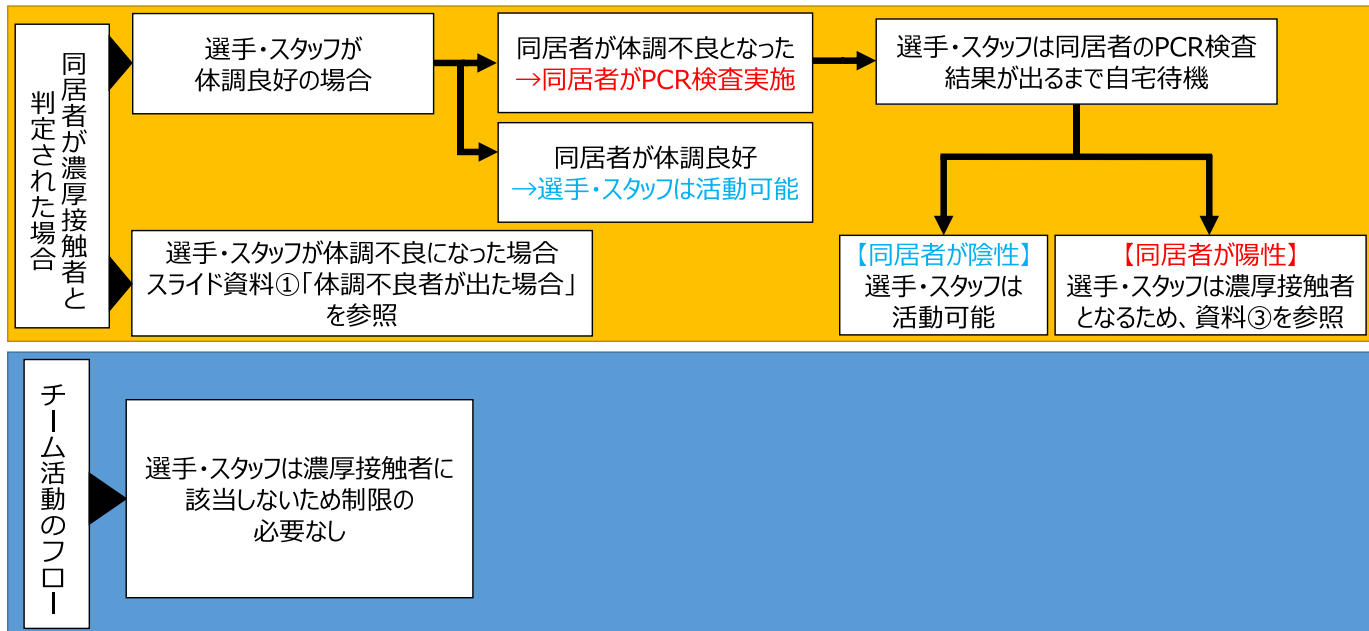 同居者が濃厚接触者と
判定された場合
選手・スタッフが
体調良好の場合
同居者が体調不良となった
→同居者がPCR検査実施
選手・スタッフは同居者のPCR検査
結果が出るまで自宅待機
同居者が体調良好
→選手・スタッフは活動可能
【同居者が陰性】
選手・スタッフは
活動可能
【同居者が陽性】
選手・スタッフは濃厚接触者
となるため、資料③を参照
選手・スタッフが体調不良になった場合
スライド資料①「体調不良者が出た場合」
を参照
チーム活動のフロー
選手・スタッフは濃厚接触者に
該当しないため制限の
必要なし